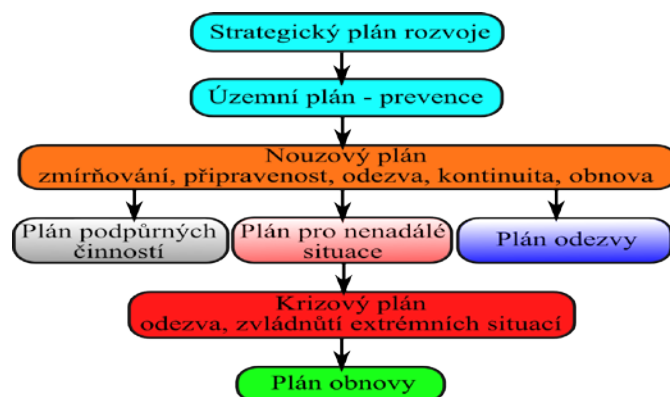 Strategický plán rozvoje
Územní plán - prevence
Nouzový plán
zmírňování, připravenost, odezva, kontinuita, obnova
Plán podpůrných
činností
Plán pro nenadálé
situace
Plán odezvy
Krizový plán
odezva, zvládnůtí extrémních situací
Plán obnovy